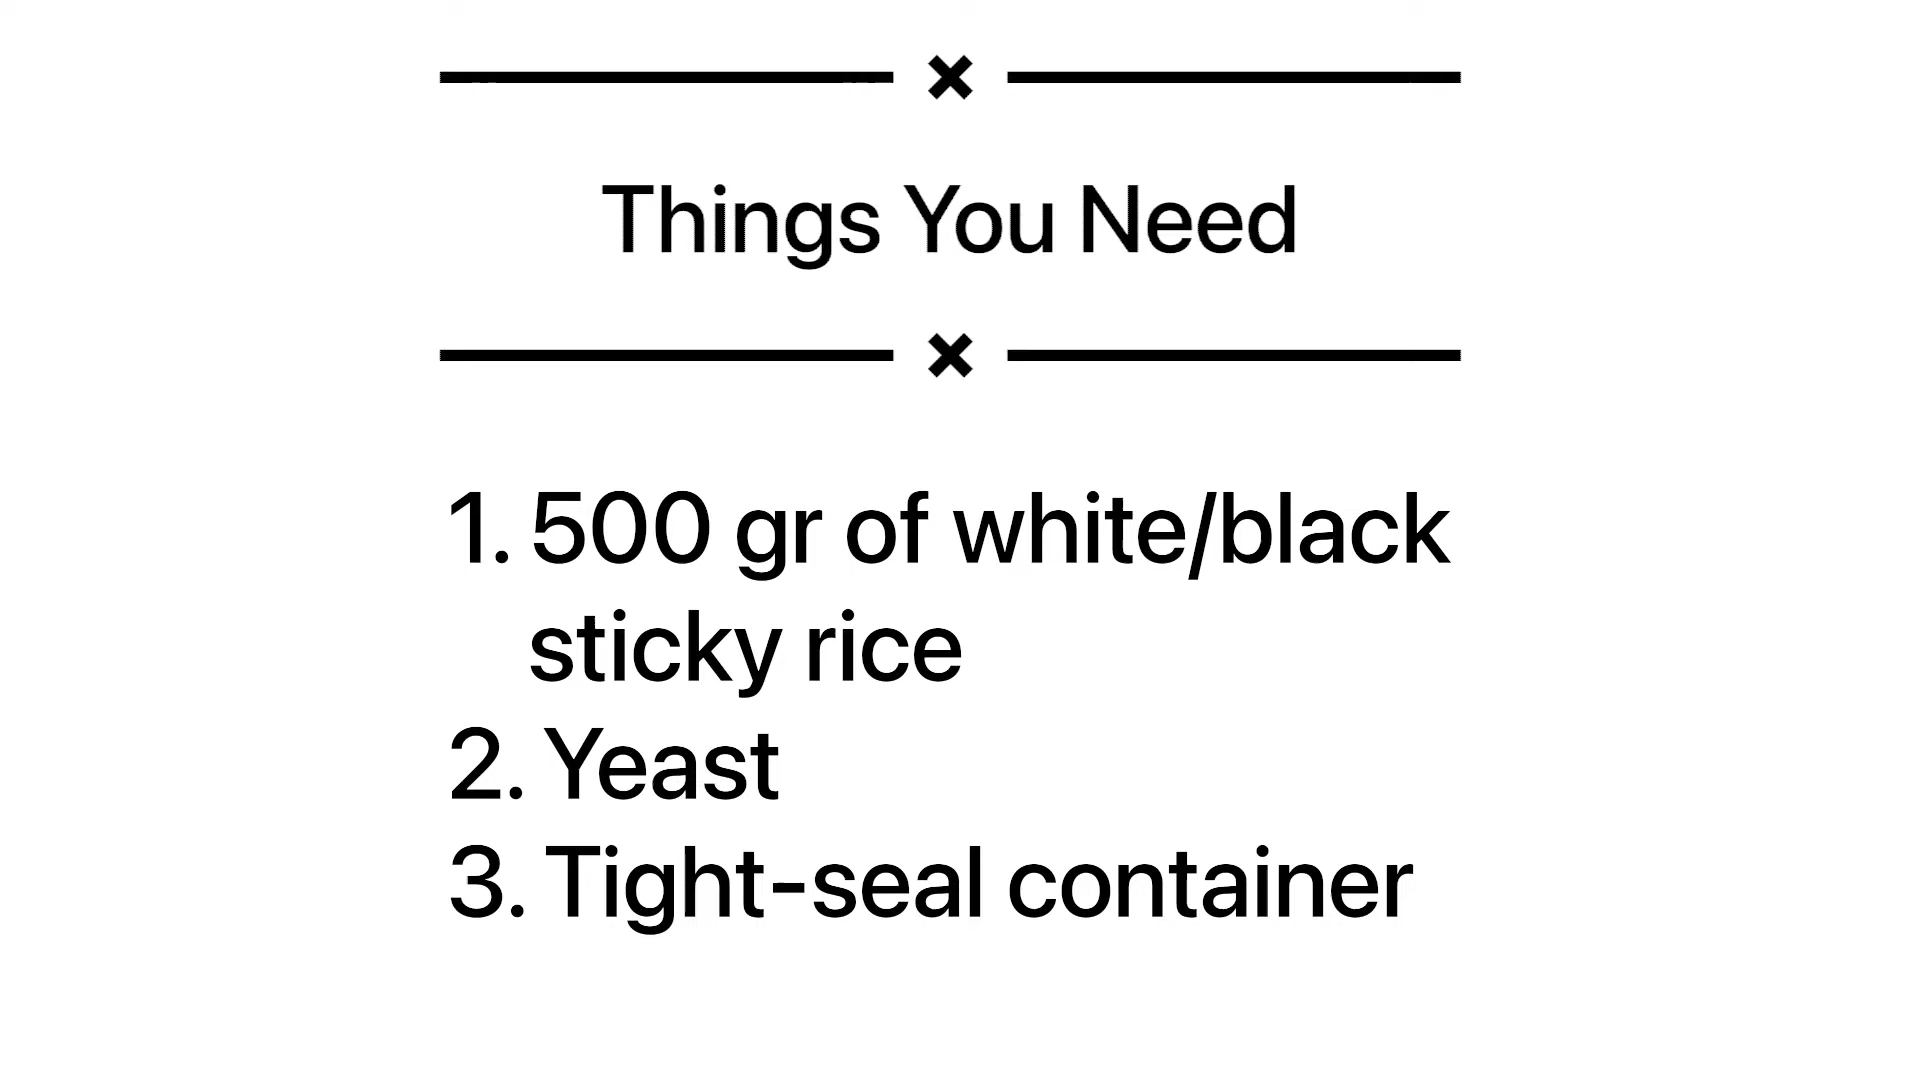 Things You Need
1. 500 gr of white/black
sticky rice
2. Yeast
3. Tight-seal container